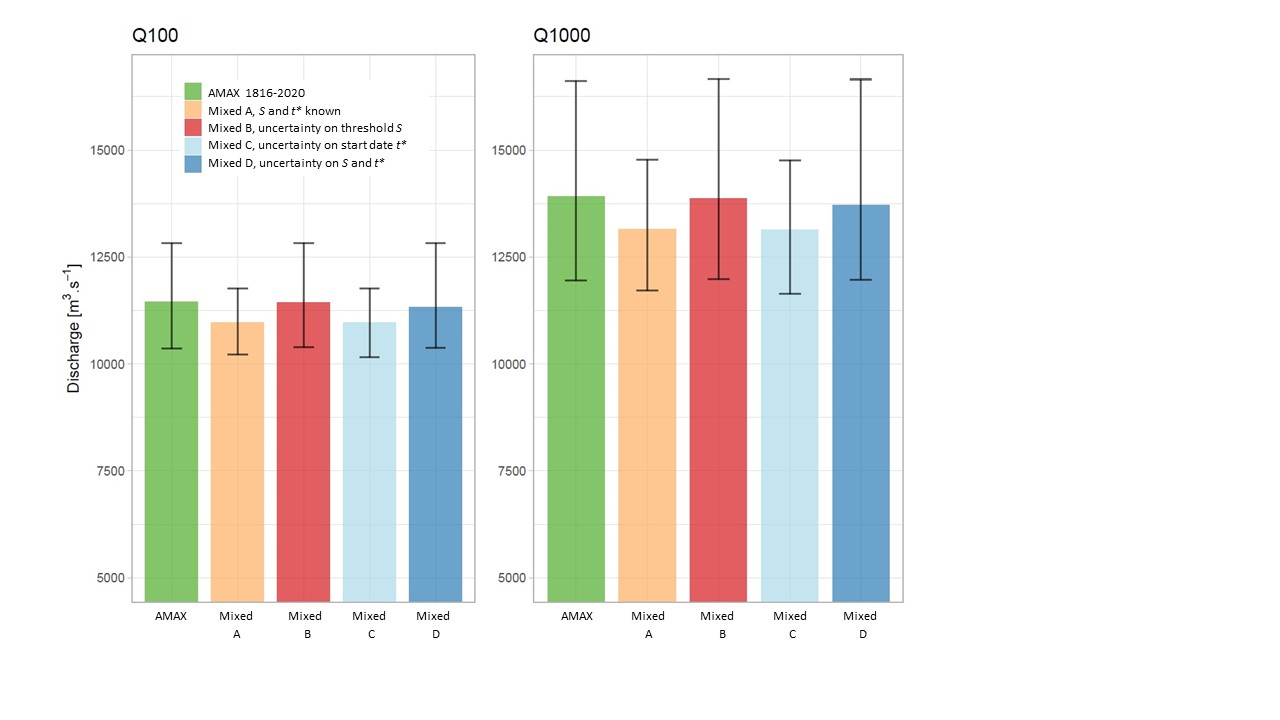 Q100
Q1000
AMAX 1816-2020
Mixed A, S and t* known
Mixed B, uncertainty on threshold S
Mixed C, uncertainty on start date t*
Mixed D, uncertainty on S and t*
Discharge [m³.s⁻¹]
15000
12500
10000
7500
5000
15000
12500
10000
7500
5000
AMAX
Mixed
A
Mixed
B
Mixed
C
Mixed
D
AMAX
Mixed
A
Mixed
B
Mixed
C
Mixed
D